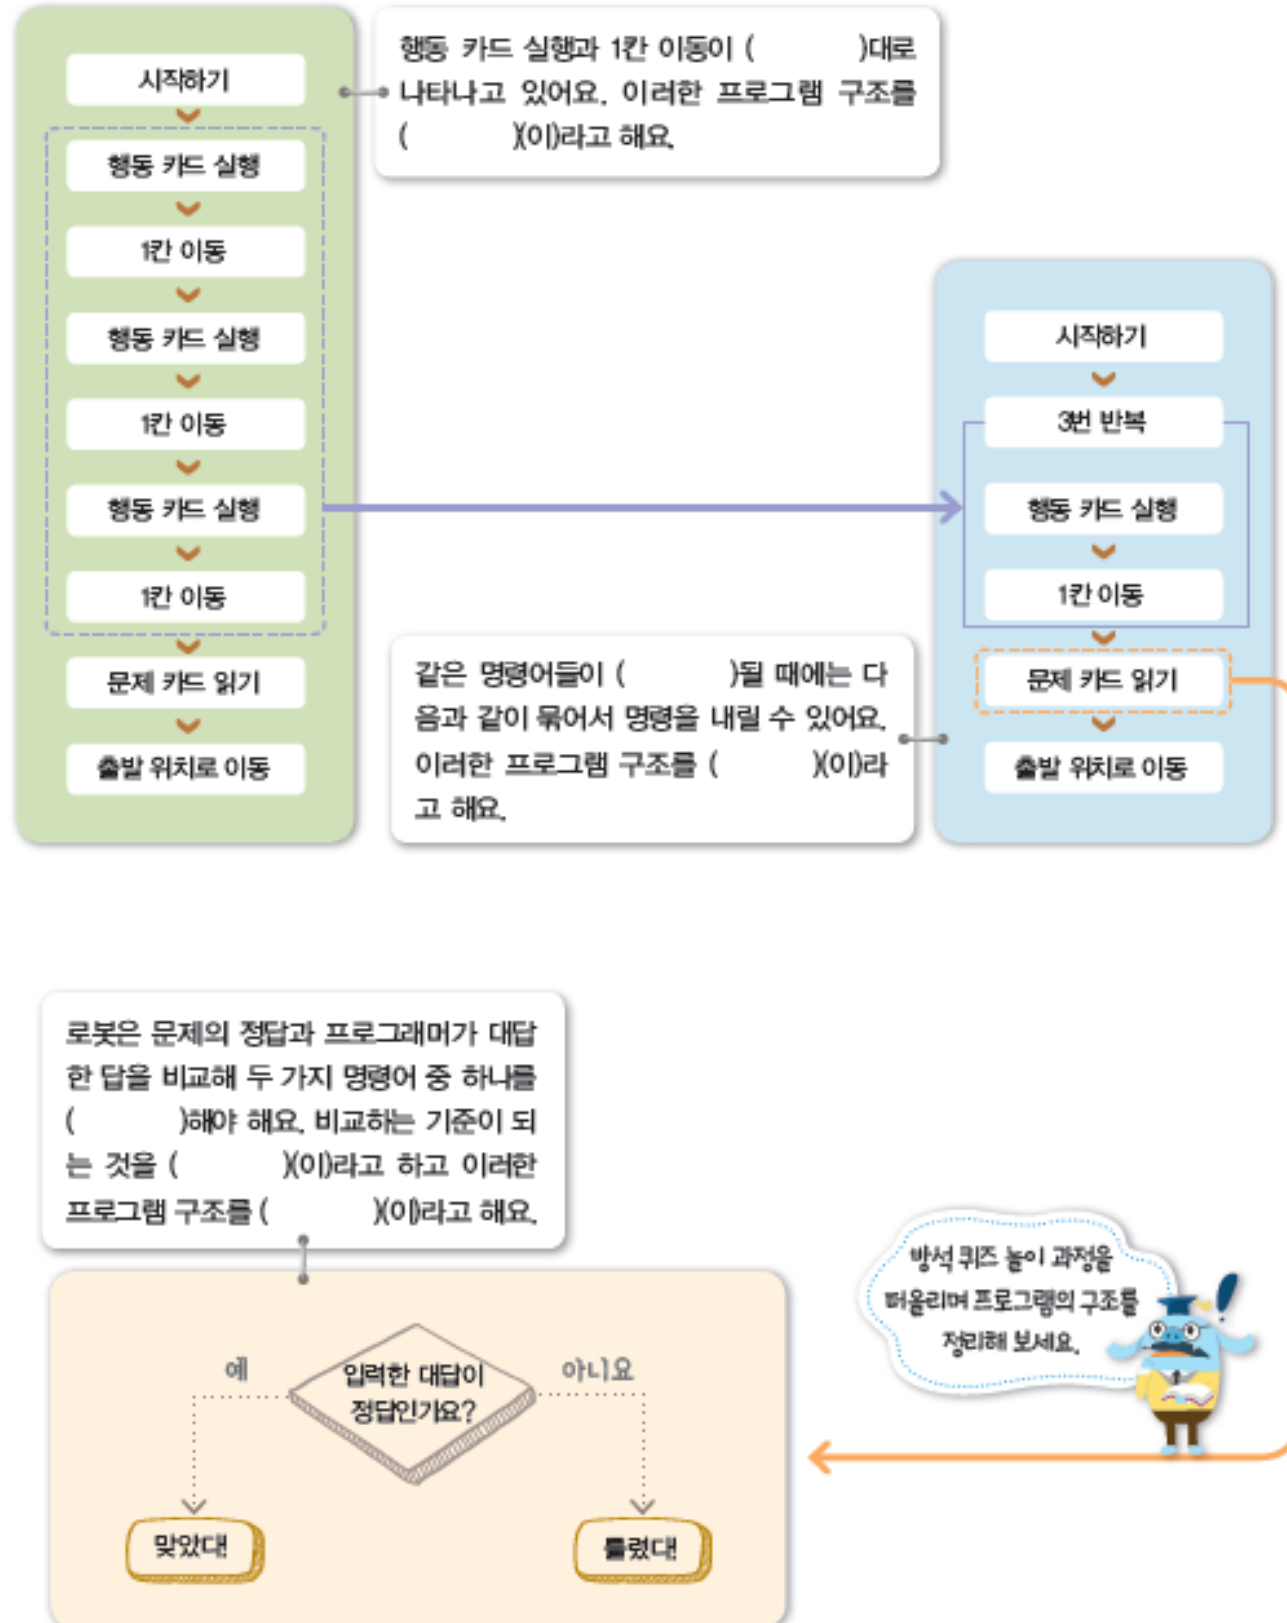 시작하기
행동 카드 실행
1칸 이동
행동 카드 실행
1칸 이동
행동 카드 실행
1칸 이동
문제 카드 읽기
출발 위치로 이동
행동 카드 실행과 1칸 이동이 (          )대로
나타나고 있어요. 이러한 프로그램 구조를
(          )(이)라고 해요.
시작하기
3번 반복
행동 카드 실행
1칸 이동
문제 카드 읽기
출발 위치로 이동
같은 명령어들이 (          )될 때에는 다
음과 같이 묶어서 명령을 내릴 수 있어요.
이러한 프로그램 구조를 (          )(이)라
고 해요.
로봇은 문제의 정답과 프로그래머가 대답
한 답을 비교해 두 가지 명령어 중 하나를
(          )해야 해요. 비교하는 기준이 되
는 것을 (          )(이)라고 하고 이러한
프로그램 구조를 (          )(이)라고 해요.
방석 퀴즈 놀이 과정을
떠올리며 프로그램의 구조를
정리해 보세요.
예
입력한 대답이
정답인가요?
아니요
맞았다!
틀렸다!